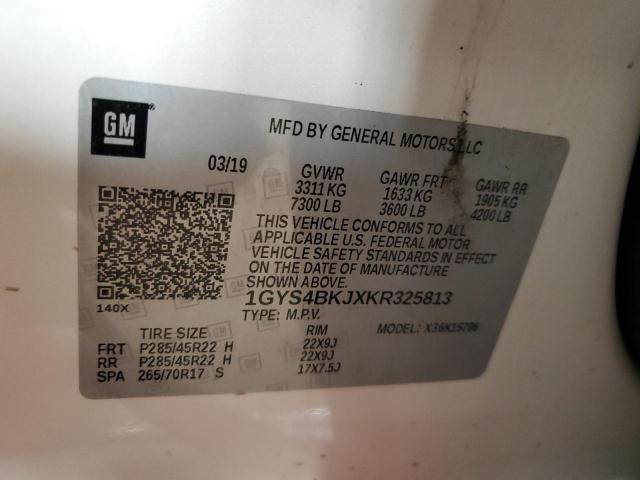 GM
MFD BY GENERAL MOTORS LLC
03/19 GVWR GAWR FRT GAWR RR
3311 KG 1633 KG 1905 KG
7300 LB 3600 LB 4200 LB
THIS VEHICLE CONFORMS TO ALL
APPLICABLE U.S. FEDERAL MOTOR
VEHICLE SAFETY STANDARDS IN EFFECT
ON THE DATE OF MANUFACTURE
SHOWN ABOVE.
1GYS4BKJXKR325813
140X TYPE: M.P.V. MODEL: X36K15706
TIRE SIZE RIM
FRT P285/45R22 H 22X9J
RR P285/45R22 H 22X9J
SPA 265/70R17 S 17X7.5J